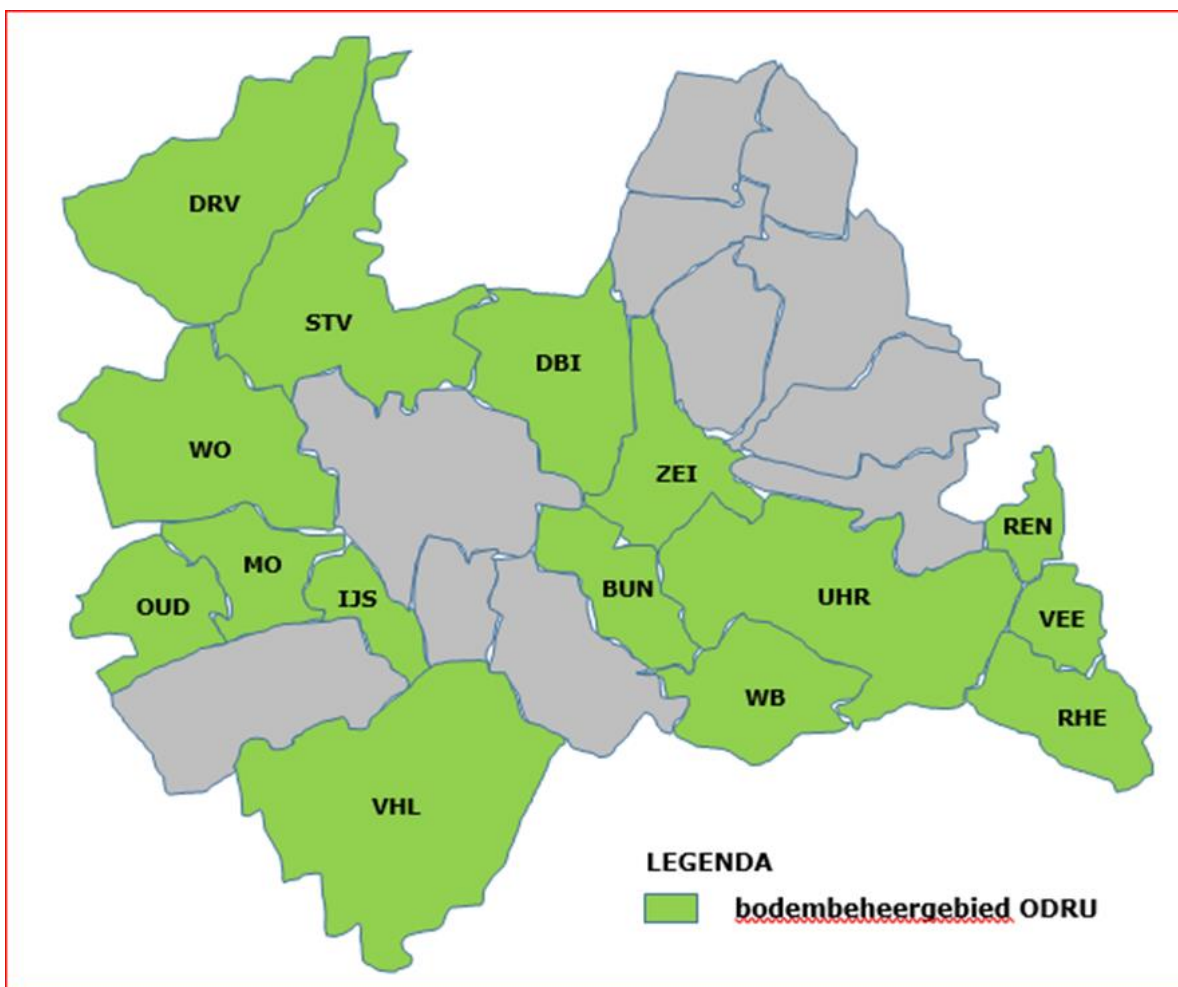 DRV
STV
DBI
WO
ZEI
REN
MO
BUN
UHR
IJS
OUD
VEE
WB
RHE
VHL
LEGENDA
bodembeheergebied ODRU